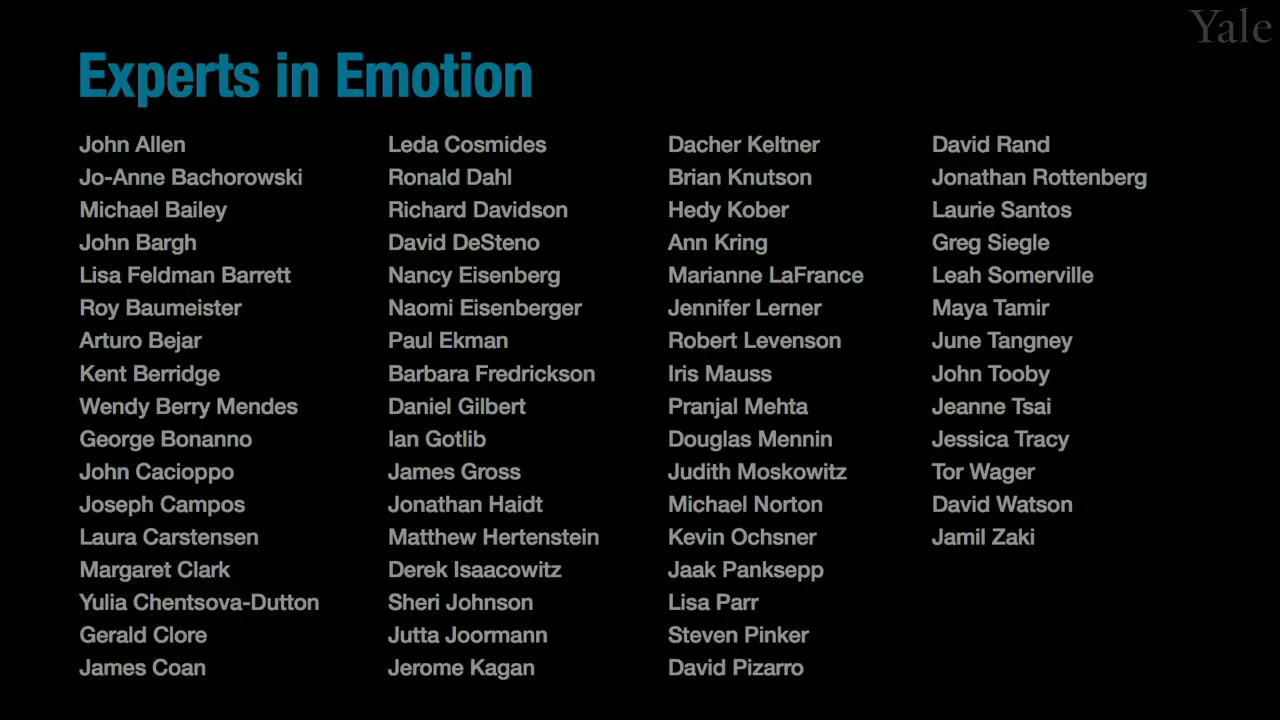 Yale
Experts in Emotion
John Allen
Jo-Anne Bachorowski
Michael Bailey
John Bargh
Lisa Feldman Barrett
Roy Baumeister
Arturo Bejar
Kent Berridge
Wendy Berry Mendes
George Bonanno
John Cacioppo
Joseph Campos
Laura Carstensen
Margaret Clark
Yulia Chentsova-Dutton
Gerald Clore
James Coan
Leda Cosmides
Ronald Dahl
Richard Davidson
David DeSteno
Nancy Eisenberg
Naomi Eisenberger
Paul Ekman
Barbara Fredrickson
Daniel Gilbert
Ian Gotlib
James Gross
Jonathan Haidt
Matthew Hertenstein
Derek Isaacowitz
Sheri Johnson
Jutta Joormann
Jerome Kagan
Dacher Keltner
Brian Knutson
Hedy Kober
Ann Kring
Marianne LaFrance
Jennifer Lerner
Robert Levenson
Iris Mauss
Pranjal Mehta
Douglas Mennin
Judith Moskowitz
Michael Norton
Kevin Ochsner
Jaak Panksepp
Lisa Parr
Steven Pinker
David Pizarro
David Rand
Jonathan Rottenberg
Laurie Santos
Greg Siegle
Leah Somerville
Maya Tamir
June Tangney
John Tooby
Jeanne Tsai
Jessica Tracy
Tor Wager
David Watson
Jamil Zaki